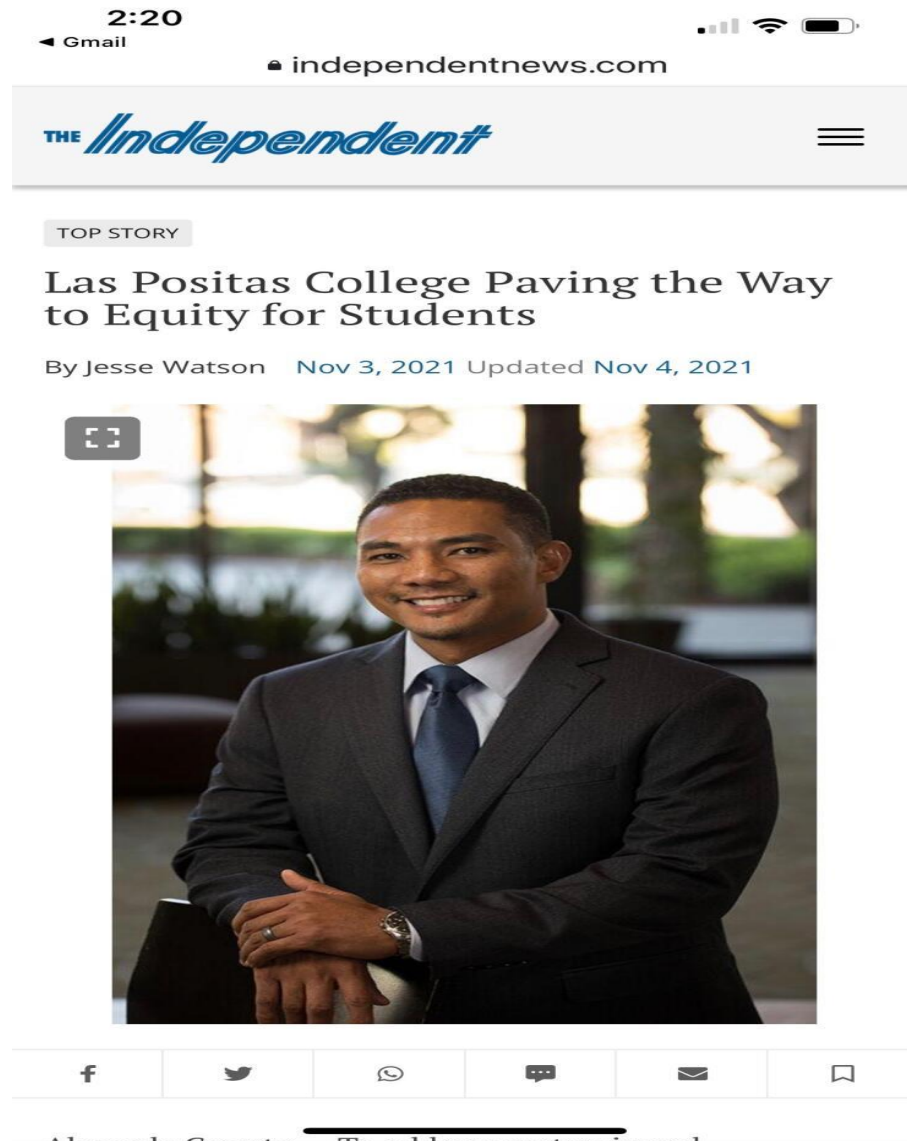 2:20
Gmail
independentnews.com
THE Independent
TOP STORY
Las Positas College Paving the Way
to Equity for Students
By Jesse Watson Nov 3, 2021 Updated Nov 4, 2021